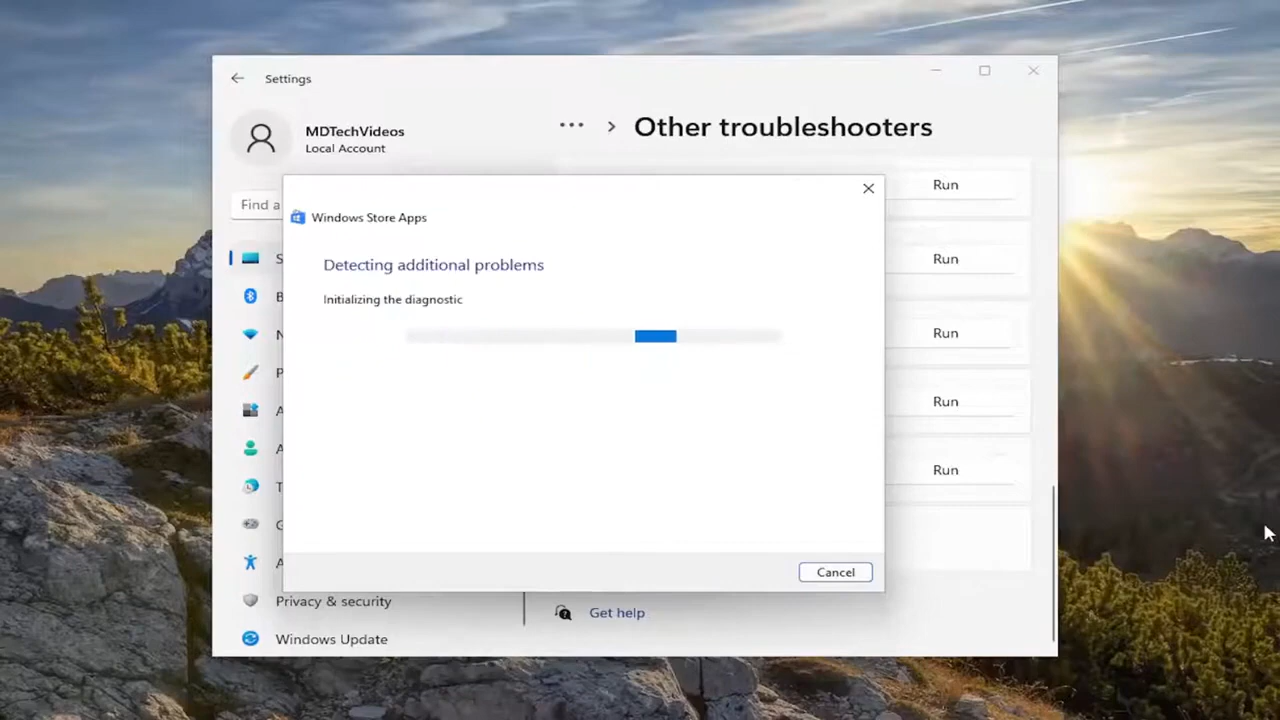 Settings
MDTechVideos
Local Account
Find a
... > Other troubleshooters
Run
Run
Run
Run
Run
Windows Store Apps
Detecting additional problems
Initializing the diagnostic
Cancel
S
B
N
P
A
A
T
G
A
Privacy & security
Windows Update
Get help